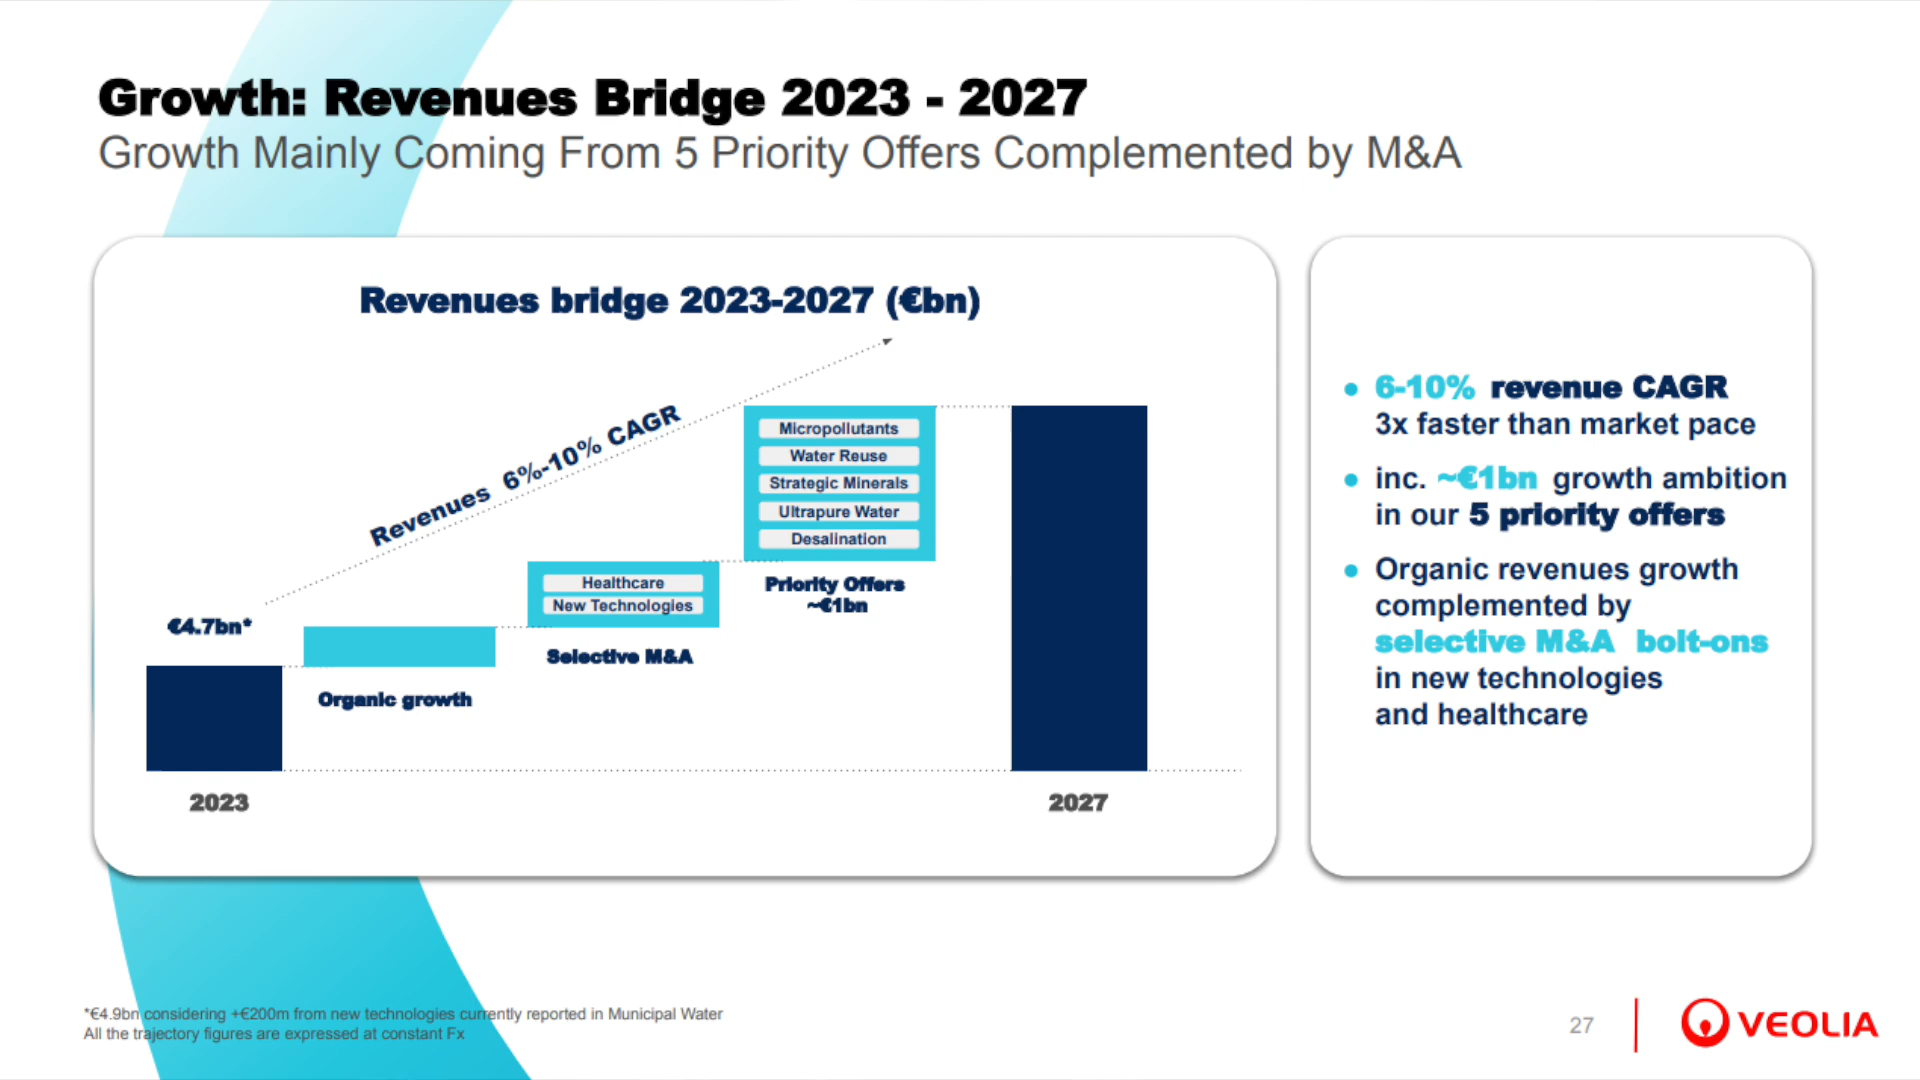 Growth: Revenues Bridge 2023 - 2027
Growth Mainly Coming From 5 Priority Offers Complemented by M&A
Revenues bridge 2023-2027 (€bn)
Revenues 6%-10% CAGR
Micropollutants
Water Reuse
Strategic Minerals
Ultrapure Water
Desalination
Priority Offers
~€1bn
Healthcare
New Technologies
Selective M&A
€4.7bn*
Organic growth
2023
2027
• 6-10% revenue CAGR
3x faster than market pace
• inc. ~€1bn growth ambition
in our 5 priority offers
• Organic revenues growth
complemented by
selective M&A bolt-ons
in new technologies
and healthcare
*€4.9bn considering +€200m from new technologies currently reported in Municipal Water
All the trajectory figures are expressed at constant Fx
27
VEOLIA